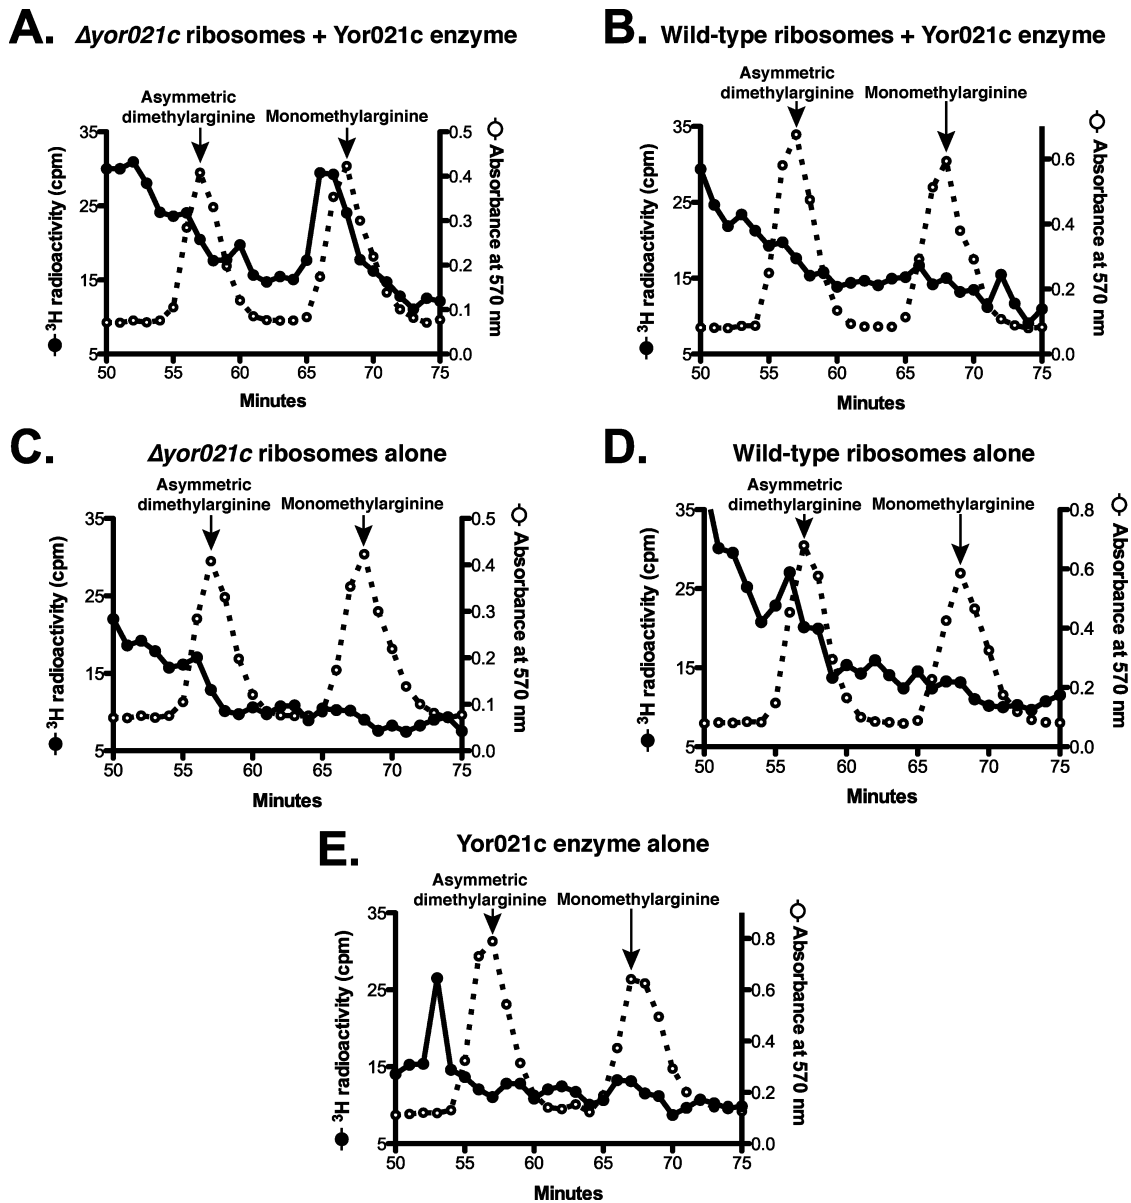 A. Δyor021c ribosomes + Yor021c enzyme
Asymmetric
dimethylarginine
Monomethylarginine
35
25
15
5
³H radioactivity (cpm)
0.5
0.4
0.3
0.2
0.1
0.0
Absorbance at 570 nm
50 55 60 65 70 75
Minutes
B. Wild-type ribosomes + Yor021c enzyme
Asymmetric
dimethylarginine
Monomethylarginine
35
25
15
5
³H radioactivity (cpm)
0.6
0.4
0.2
0.0
Absorbance at 570 nm
50 55 60 65 70 75
Minutes
C. Δyor021c ribosomes alone
Asymmetric
dimethylarginine
Monomethylarginine
35
25
15
5
³H radioactivity (cpm)
0.5
0.4
0.3
0.2
0.1
0.0
Absorbance at 570 nm
50 55 60 65 70 75
Minutes
D. Wild-type ribosomes alone
Asymmetric
dimethylarginine
Monomethylarginine
35
25
15
5
³H radioactivity (cpm)
0.8
0.6
0.4
0.2
0.0
Absorbance at 570 nm
50 55 60 65 70 75
Minutes
E. Yor021c enzyme alone
Asymmetric
dimethylarginine
Monomethylarginine
35
25
15
5
³H radioactivity (cpm)
0.8
0.6
0.4
0.2
0.0
Absorbance at 570 nm
50 55 60 65 70 75
Minutes